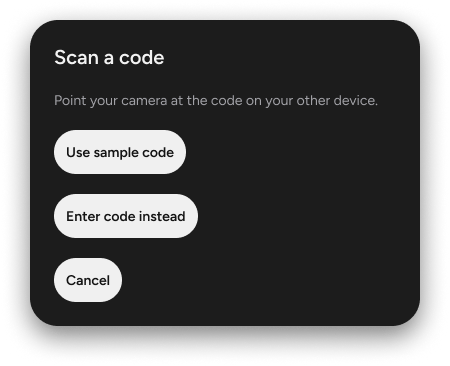 Scan a code
Point your camera at the code on your other device.
Use sample code
Enter code instead
Cancel